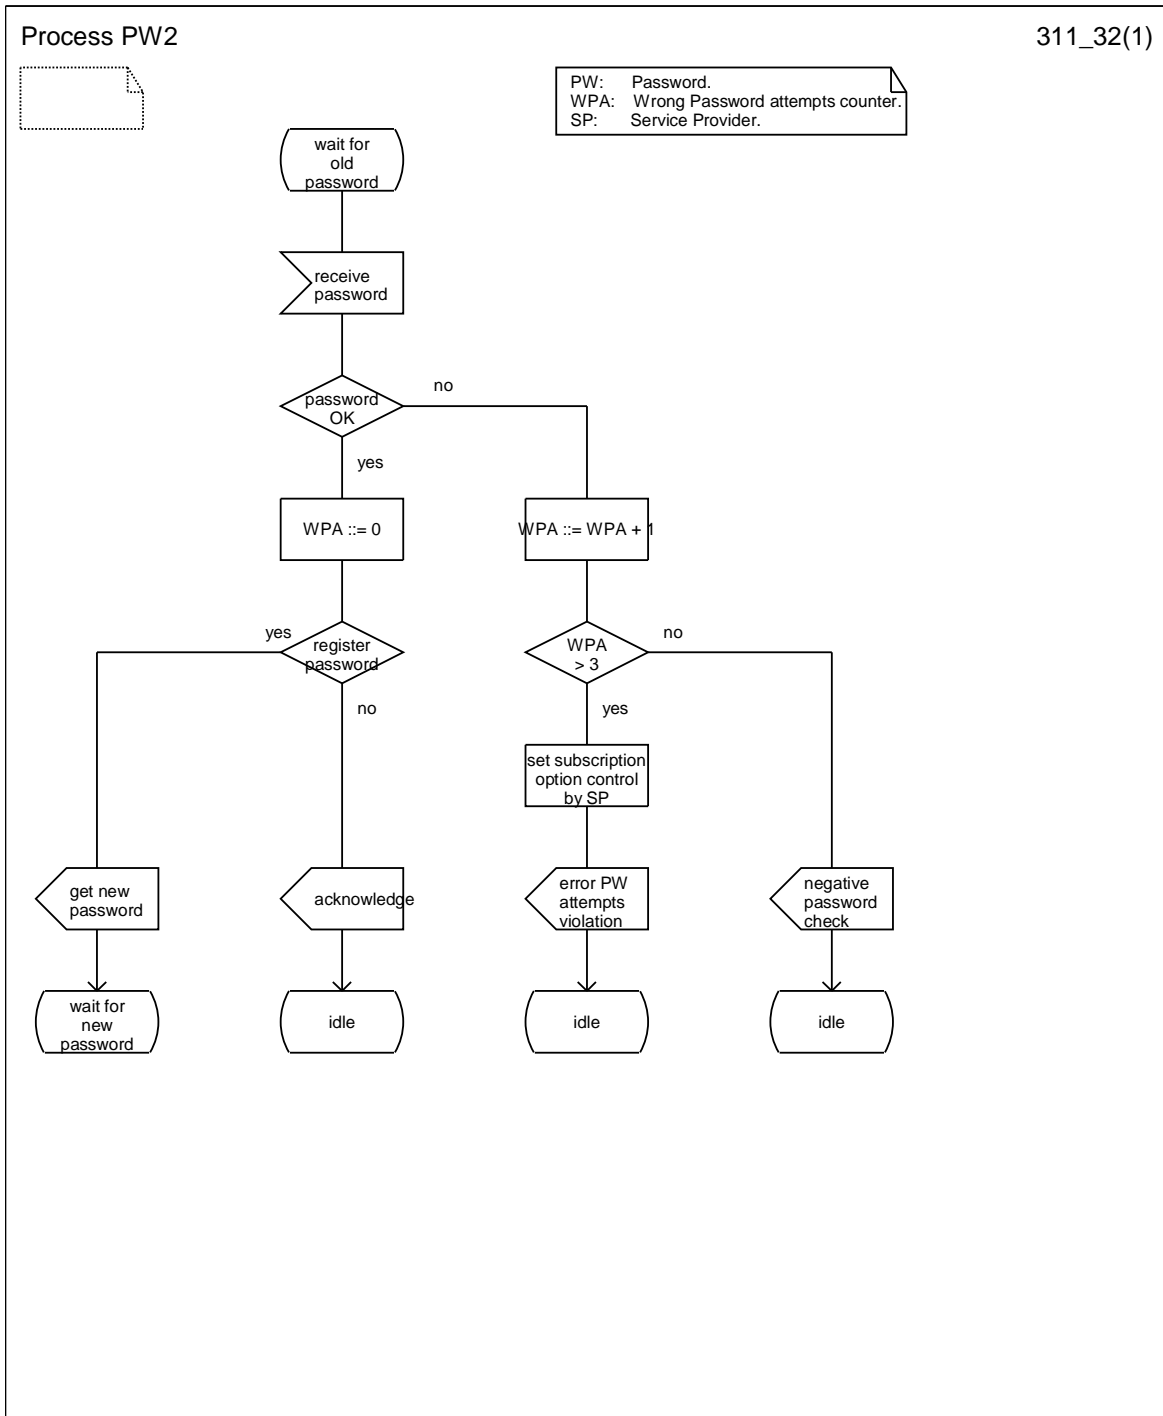 Process PW2
311_32(1)
PW: Password.
WPA: Wrong Password attempts counter.
SP: Service Provider.
wait for
old
password
receive
password
password
OK
no
yes
WPA ::= 0
WPA ::= WPA + 1
yes
register
password
no
WPA
> 3
no
yes
set subscription
option control
by SP
get new
password
acknowledge
error PW
attempts
violation
negative
password
check
wait for
new
password
idle
idle
idle